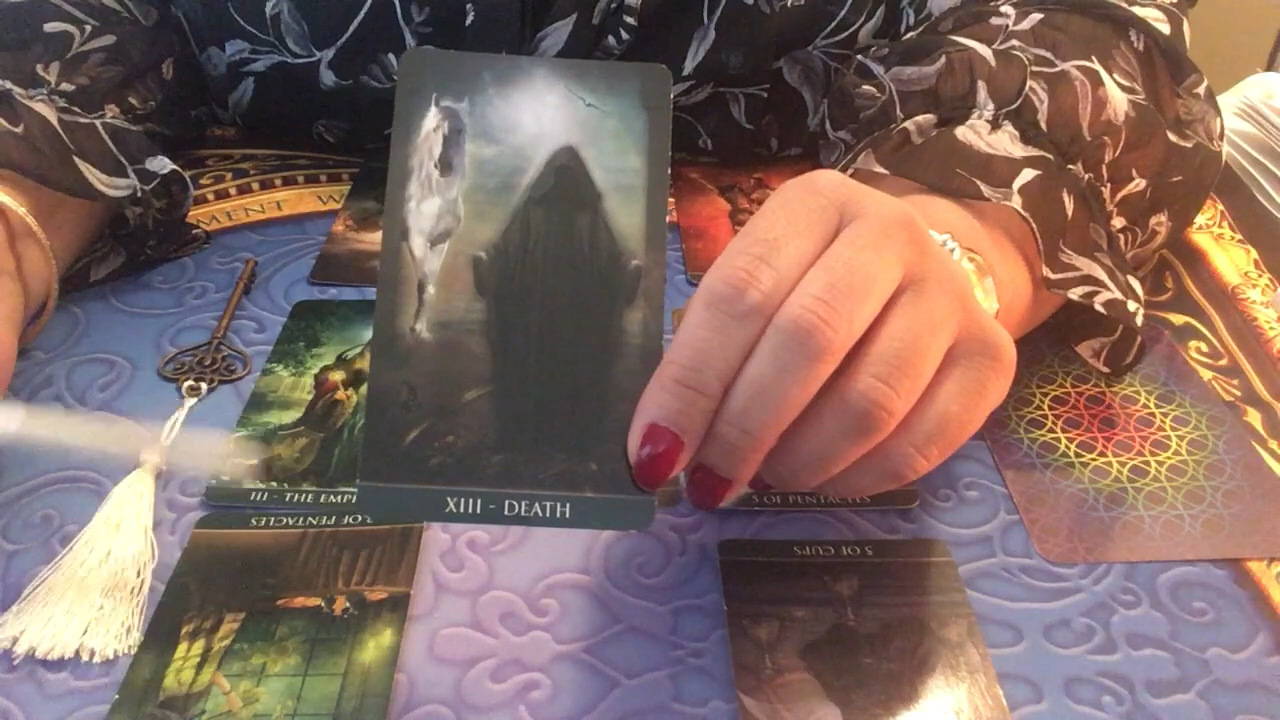 MENT W
III - THE EMP
XIII - DEATH
5 OF PENTACLES
OF PENTACLES
5 OF CUPS